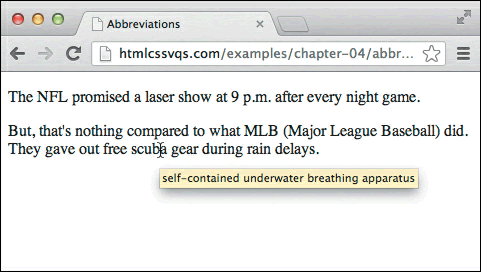 Abbreviations
htmlcssvqs.com/examples/chapter-04/abbr...
The NFL promised a laser show at 9 p.m. after every night game.
But, that's nothing compared to what MLB (Major League Baseball) did.
They gave out free scuba gear during rain delays.
self-contained underwater breathing apparatus